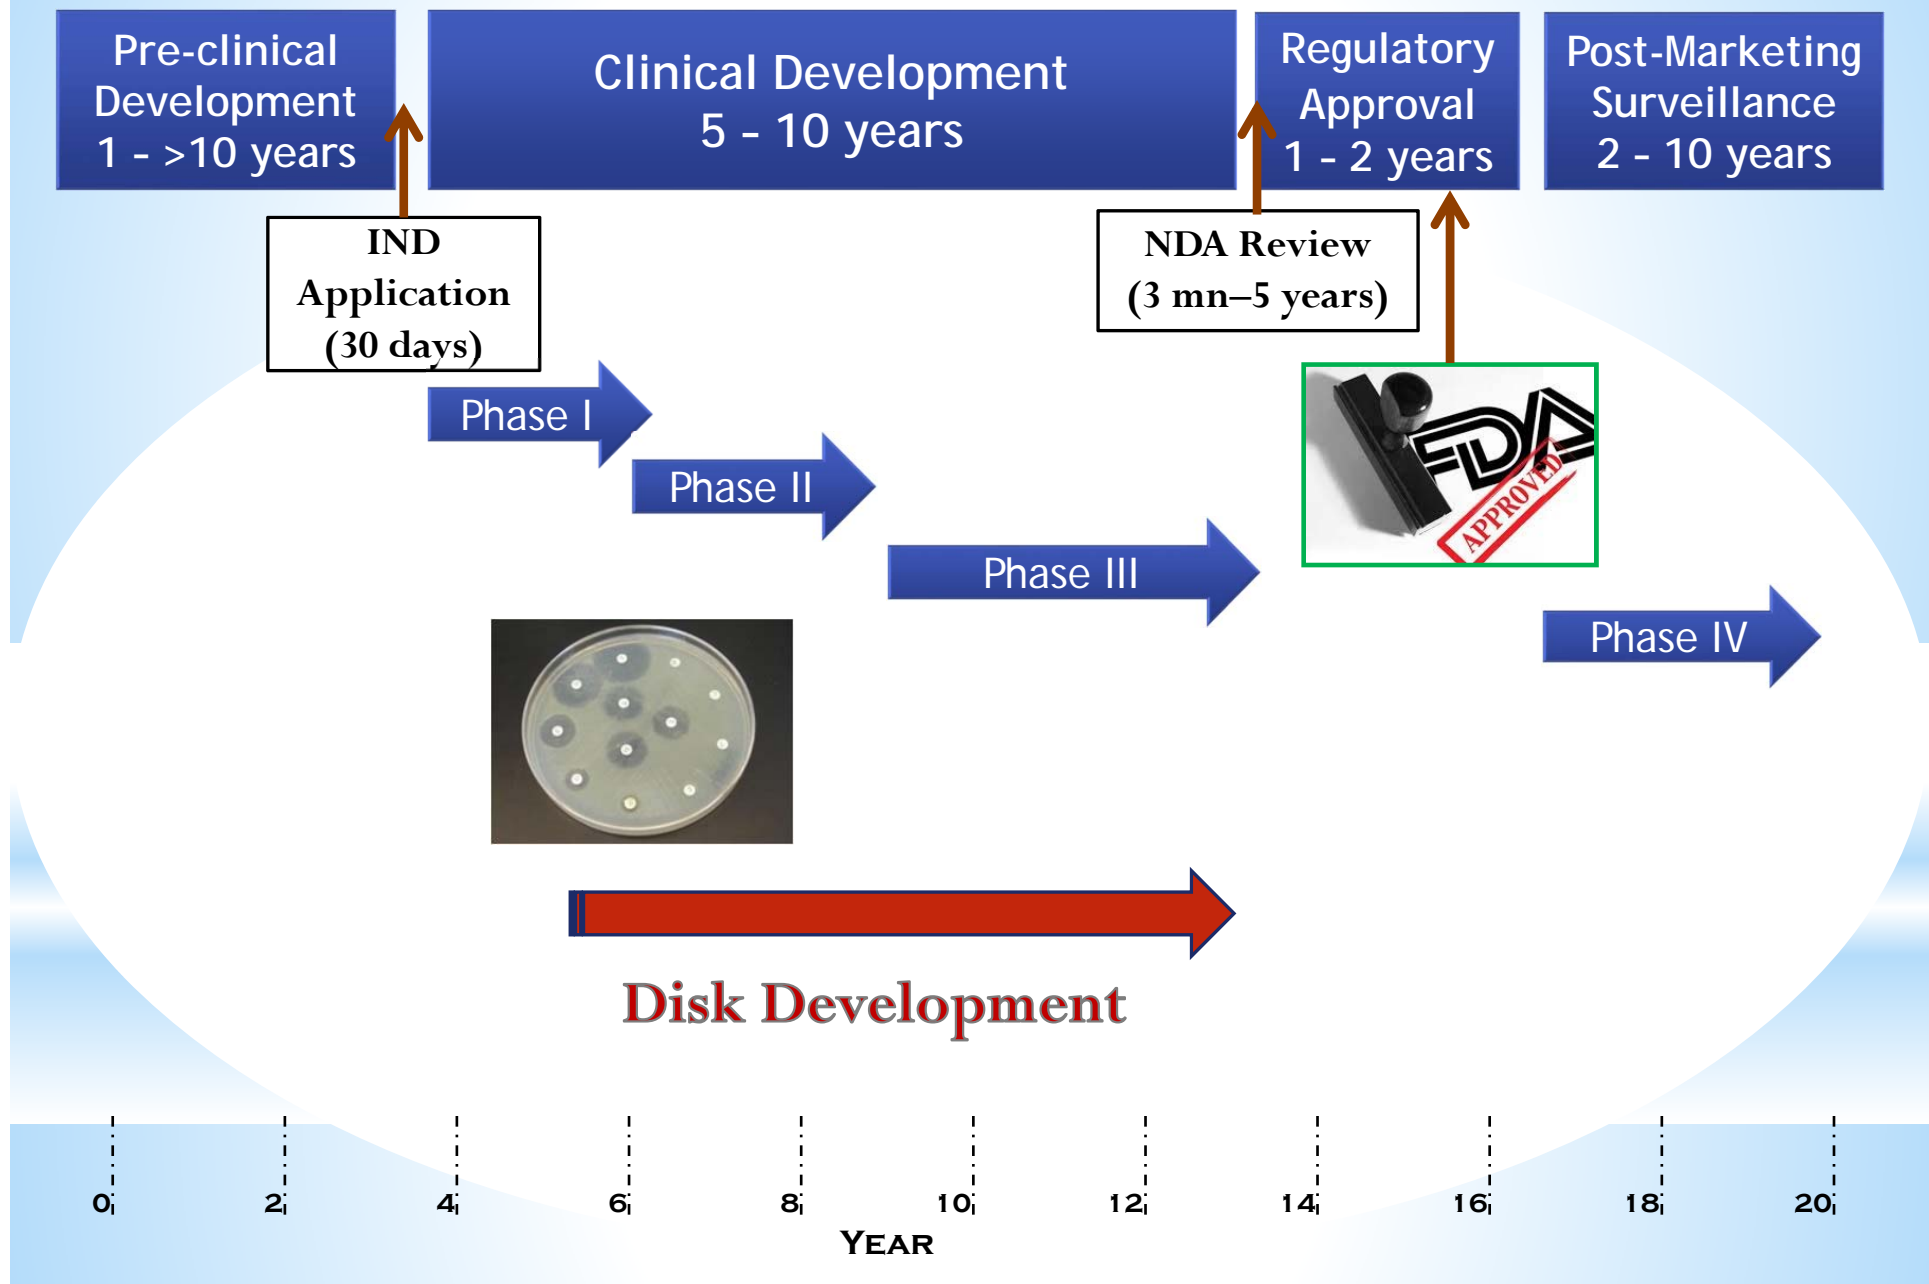 Pre-clinical
Development
1 - >10 years
Clinical Development
5 - 10 years
Regulatory
Approval
1 - 2 years
Post-Marketing
Surveillance
2 - 10 years
IND
Application
(30 days)
NDA Review
(3 mn–5 years)
Phase I
Phase II
Phase III
FDA
APPROVED
Phase IV
Disk Development
0 2 4 6 8 10 12 14 16 18 20
YEAR